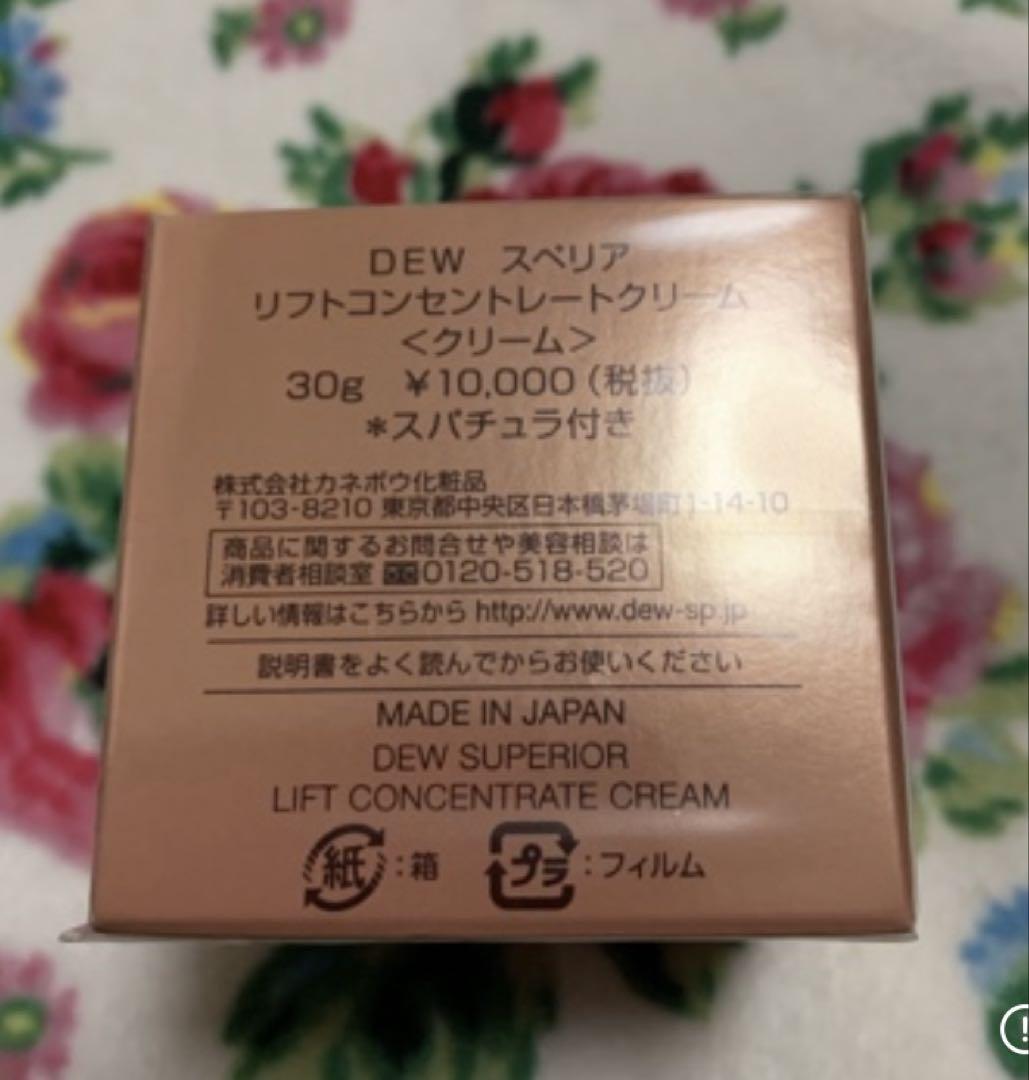 DEW スペリア
リフトコンセントレートクリーム
＜クリーム＞
30g ￥10,000（税抜）
＊スパチュラ付き
株式会社カネボウ化粧品
〒103-8210 東京都中央区日本橋茅場町1-14-10
商品に関するお問合せや美容相談は
消費者相談室 0120-518-520
詳しい情報はこちらから http://www.dew-sp.jp
説明書をよく読んでからお使いください
MADE IN JAPAN
DEW SUPERIOR
LIFT CONCENTRATE CREAM
紙：箱 プラ：フィルム